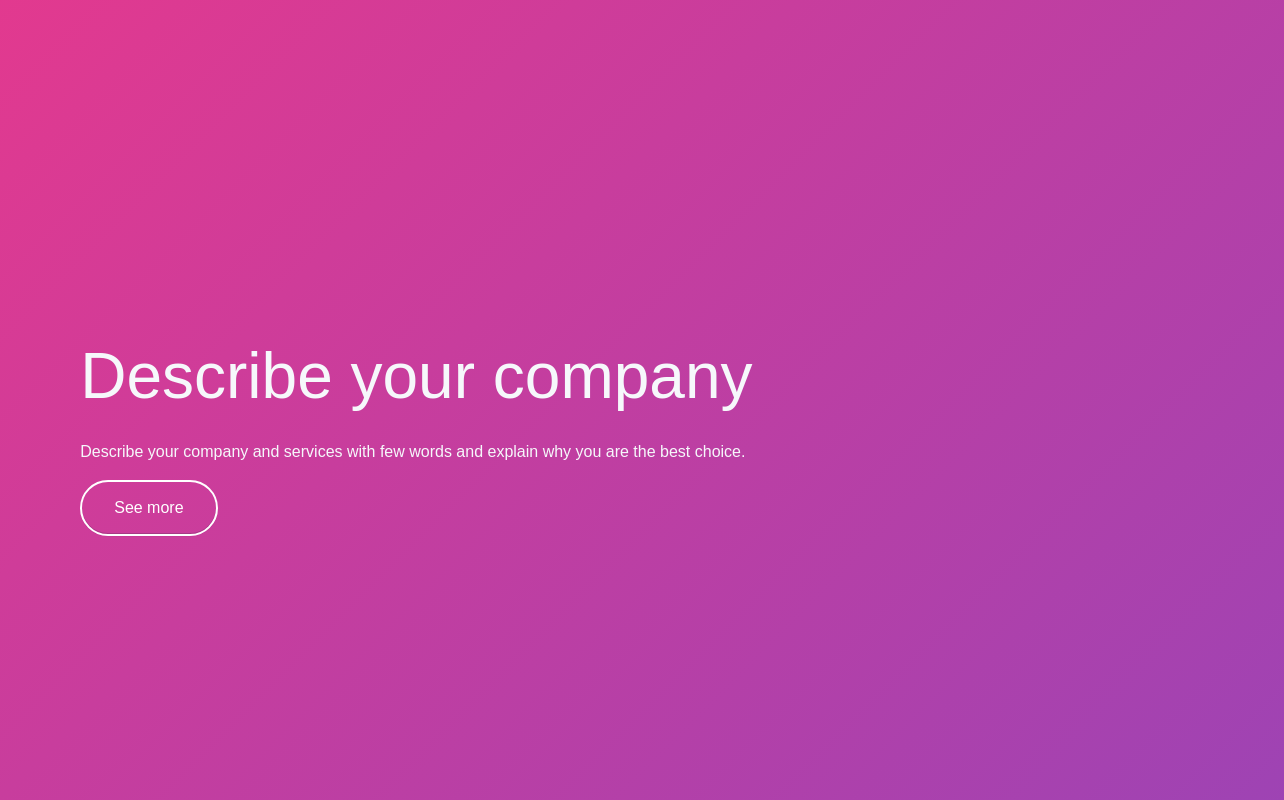 Describe your company
Describe your company and services with few words and explain why you are the best choice.
See more